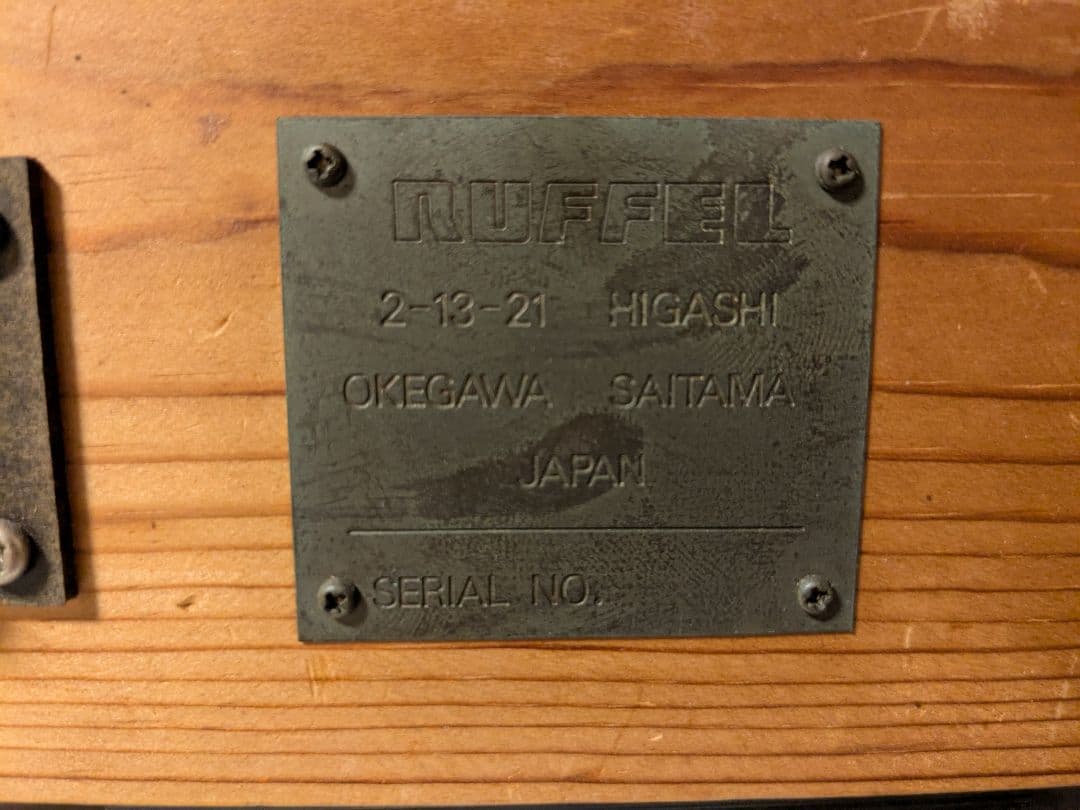 NUFFEL
2-13-21 HIGASHI
OKEGAWA SAITAMA
JAPAN
SERIAL NO.